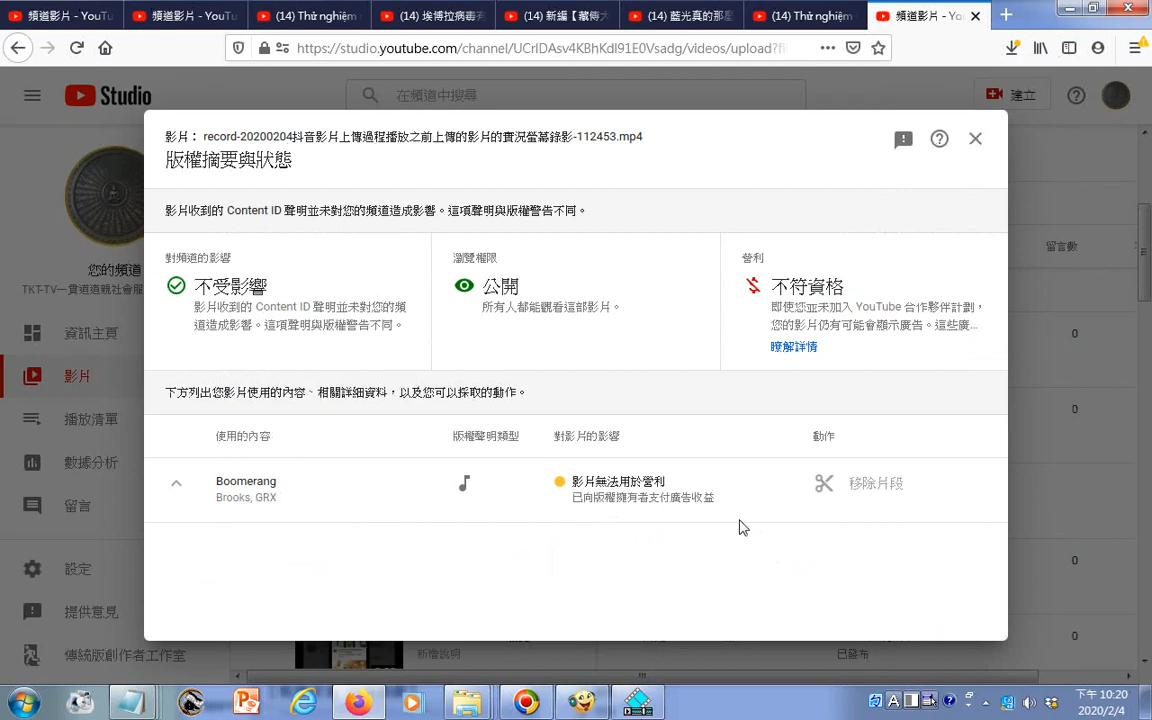 頻道影片 - YouTu
頻道影片 - YouTu
(14) Thử nghiệm
(14) 埃博拉病毒
(14) 新編【藏傳大
(14) 藍光真的那
(14) Thử nghiệm
頻道影片 - Yo
https://studio.youtube.com/channel/UCrIDAsv4KBhKdl91E0Vsadg/videos/upload?fi
Studio
在頻道中搜尋
建立
影片： record-20200204抖音影片上傳過程播放之前上傳的影片的實況螢幕錄影-112453.mp4
版權摘要與狀態
影片收到的 Content ID 聲明並未對您的頻道造成影響。這項聲明與版權警告不同。
對頻道的影響
不受影響
影片收到的 Content ID 聲明並未對您的頻
道造成影響。這項聲明與版權警告不同。
瀏覽權限
公開
所有人都能觀看這部影片。
營利
不符資格
即使您並未加入 YouTube 合作夥伴計劃，
您的影片仍有可能會顯示廣告。這些廣...
瞭解詳情
下方列出您影片使用的內容、相關詳細資料，以及您可以採取的動作。
使用的內容
版權聲明類型
對影片的影響
動作
Boomerang
Brooks, GRX
影片無法用於營利
已向版權擁有者支付廣告收益
移除片段
您的頻道
TKT-TV一貫道道親社會服
資訊主頁
影片
播放清單
數據分析
留言
設定
提供意見
傳統版創作者工作室
留言數
0
0
0
0
0
新增說明
已發布
下午 10:20
2020/2/4